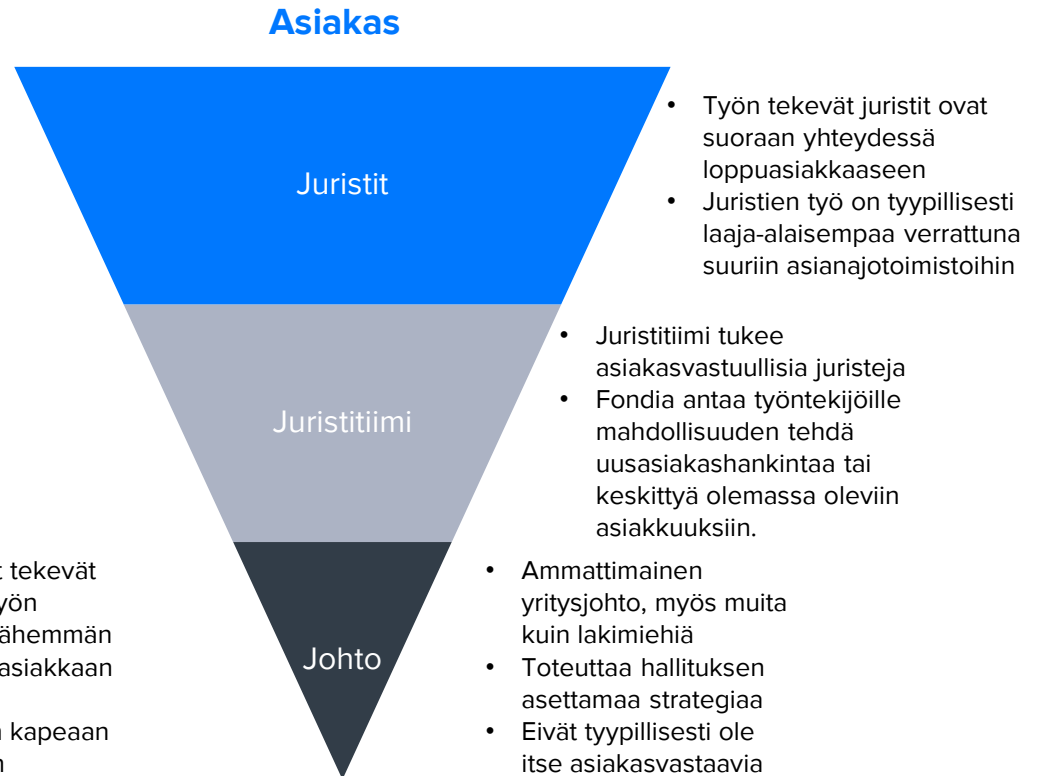 Asiakas
Juristit
• Työn tekevät juristit ovat
suoraan yhteydessä
loppuasiakkaaseen
• Juristien työ on tyypillisesti
laaja-alaisempaa verrattuna
suuriin asianajotoimistoihin
Juristitiimi
• Juristitiimi tukee
asiakasvastuullisia juristeja
• Fondia antaa työntekijöille
mahdollisuuden tehdä
uusasiakashankintaa tai
keskittyä olemassa oleviin
asiakkuuksiin.
tekevät
asiakkaan
kapeaan
Johto
• Ammattimainen
yritysjohto, myös muita
kuin lakimiehiä
• Toteuttaa hallituksen
asettamaa strategiaa
• Eivät tyypillisesti ole
itse asiakasvastaavia